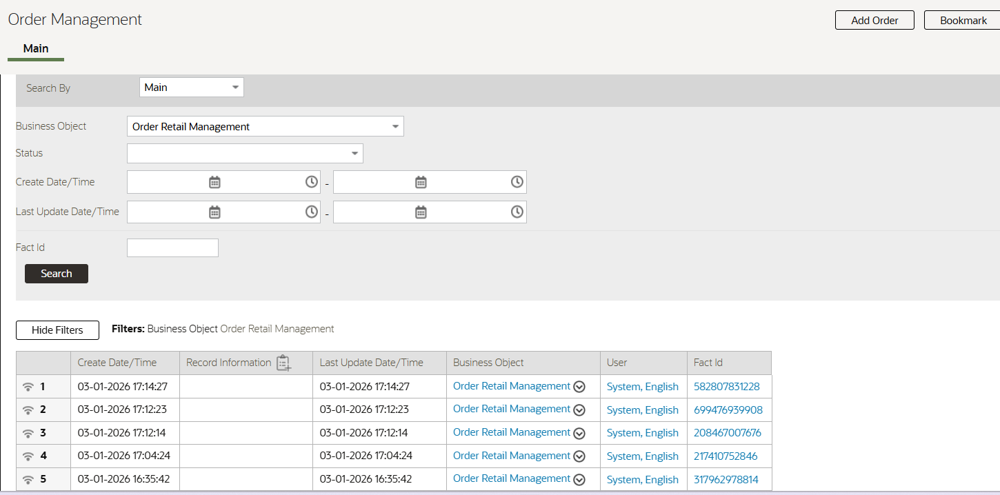 Order Management
Add Order
Bookmark
Main
Search By
Main
Business Object
Order Retail Management
Status
Create Date/Time
-
Last Update Date/Time
-
Fact Id
Search
Hide Filters
Filters: Business Object Order Retail Management
Create Date/Time Record Information Last Update Date/Time Business Object User Fact Id
1 03-01-2026 17:14:27 03-01-2026 17:14:27 Order Retail Management System, English 582807831228
2 03-01-2026 17:12:23 03-01-2026 17:12:23 Order Retail Management System, English 699476939908
3 03-01-2026 17:12:14 03-01-2026 17:12:14 Order Retail Management System, English 208467007676
4 03-01-2026 17:04:24 03-01-2026 17:04:24 Order Retail Management System, English 217410752846
5 03-01-2026 16:35:42 03-01-2026 16:35:42 Order Retail Management System, English 317962978814